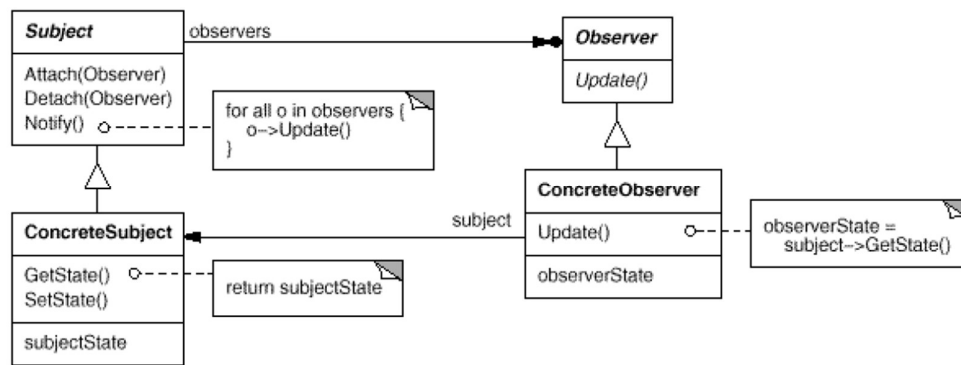 Subject
observers
Observer
Attach(Observer)
Detach(Observer)
Notify()
Update()
for all o in observers {
o->Update()
}
ConcreteSubject
subject
ConcreteObserver
GetState()
SetState()
return subjectState
Update()
observerState =
subject->GetState()
subjectState
observerState